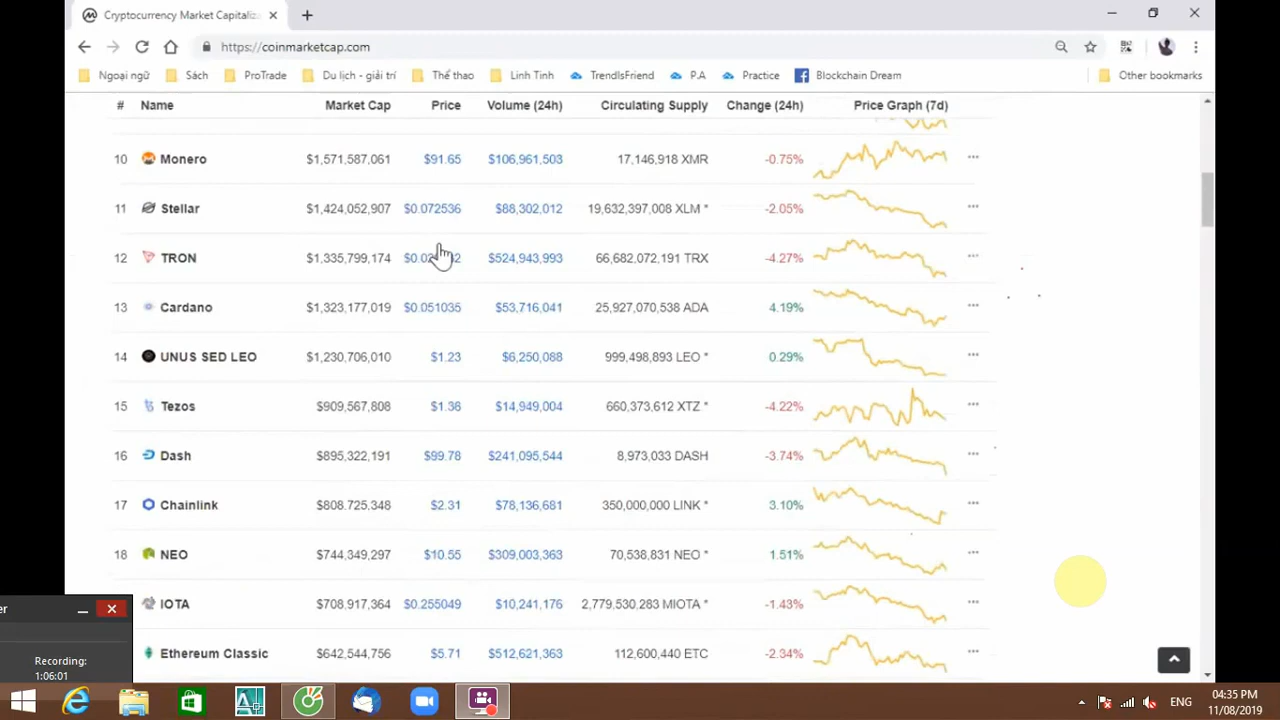 Cryptocurrency Market Capitaliz
https://coinmarketcap.com
Ngoại ngữ Sách ProTrade Du lịch - giải trí Thể thao Linh Tinh TrendIsFriend P.A Practice Blockchain Dream Other bookmarks
# Name Market Cap Price Volume (24h) Circulating Supply Change (24h) Price Graph (7d)
10 Monero $1,571,587,061 $91.65 $106,961,503 17,146,918 XMR -0.75%
11 Stellar $1,424,052,907 $0.072536 $88,302,012 19,632,397,008 XLM * -2.05%
12 TRON $1,335,799,174 $524,943,993 66,682,072,191 TRX -4.27%
13 Cardano $1,323,177,019 $0.051035 $53,716,041 25,927,070,538 ADA 4.19%
14 UNUS SED LEO $1,230,706,010 $1.23 $6,250,088 999,498,893 LEO * 0.29%
15 Tezos $909,567,808 $1.38 $14,949,004 660,373,612 XTZ * -4.22%
16 Dash $895,322,191 $99.78 $241,095,544 8,973,033 DASH -3.74%
17 Chainlink $808,725,348 $2.31 $78,136,681 350,000,000 LINK * 3.10%
18 NEO $744,349,297 $10.55 $309,003,363 70,538,831 NEO * 1.51%
IOTA $708,917,364 $0.255049 $10,241,176 2,779,530,283 MIOTA * -1.43%
Ethereum Classic $642,544,756 $5.71 $512,621,363 112,600,440 ETC -2.34%
er
Recording:
1:06:01
ENG
04:35 PM
11/08/2019